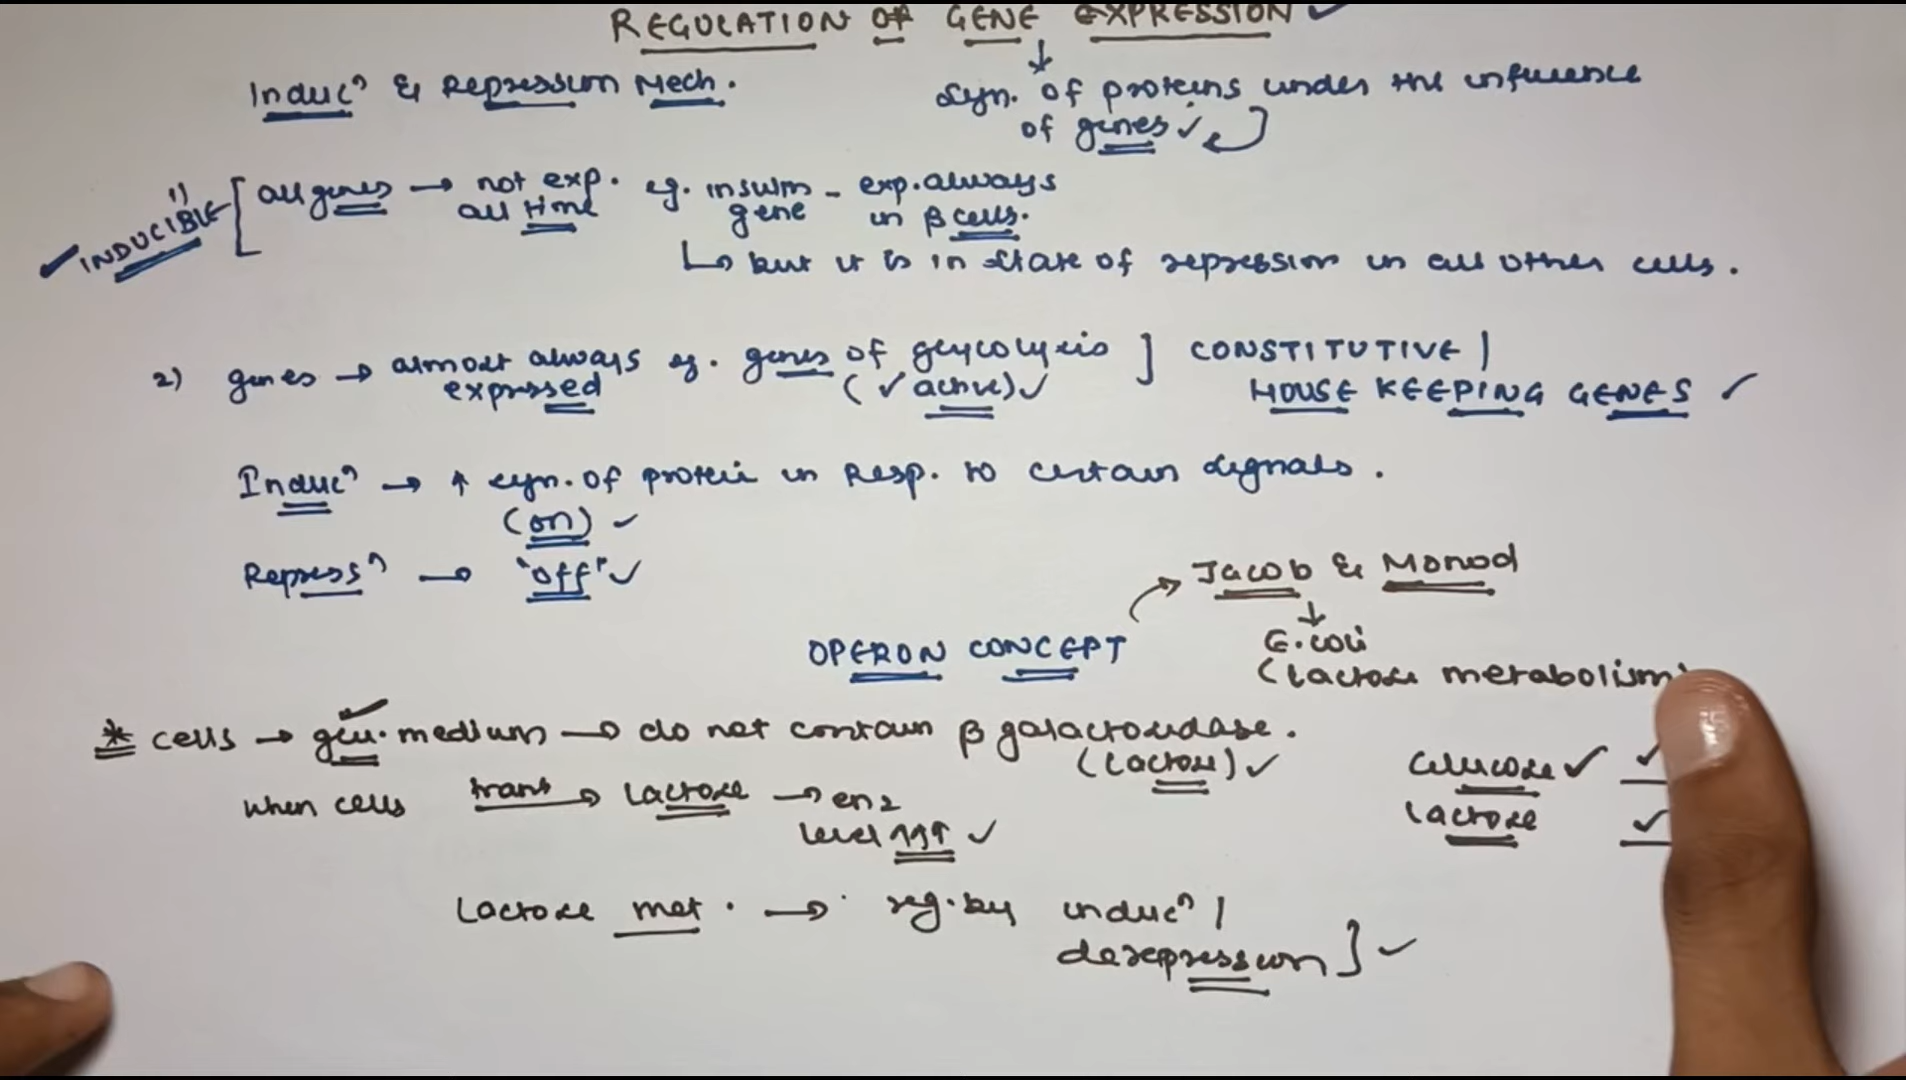 REGULATION OF GENE EXPRESSION ✓
Inducⁿ & Repression Mech.
↓
Syn. of proteins under the influence
of genes ✓
✓ INDUCIBLE
1) all genes → not exp. all time eg. insulin gene - exp. always in β cells.
↳ but it is in state of repression in all other cells.
2) genes → almost always expressed eg. genes of glycolysis (✓ active) ✓ ] CONSTITUTIVE |
HOUSE KEEPING GENES ✓
Inducⁿ → ↑ syn. of protein in Resp. to certain signals.
(on) ✓
Repressⁿ → "off" ✓
OPERON CONCEPT → Jacob & Monod
↓
E. coli
(Lactose metabolism
* cells → glu. medium → do not contain β galactosidase.
(Lactose) ✓
Glucose ✓ ✓
Lactose ✓
when cells trans → Lactose → enz
level ↑↑↑ ✓
Lactose met. → reg. by inducⁿ /
derepression ] ✓